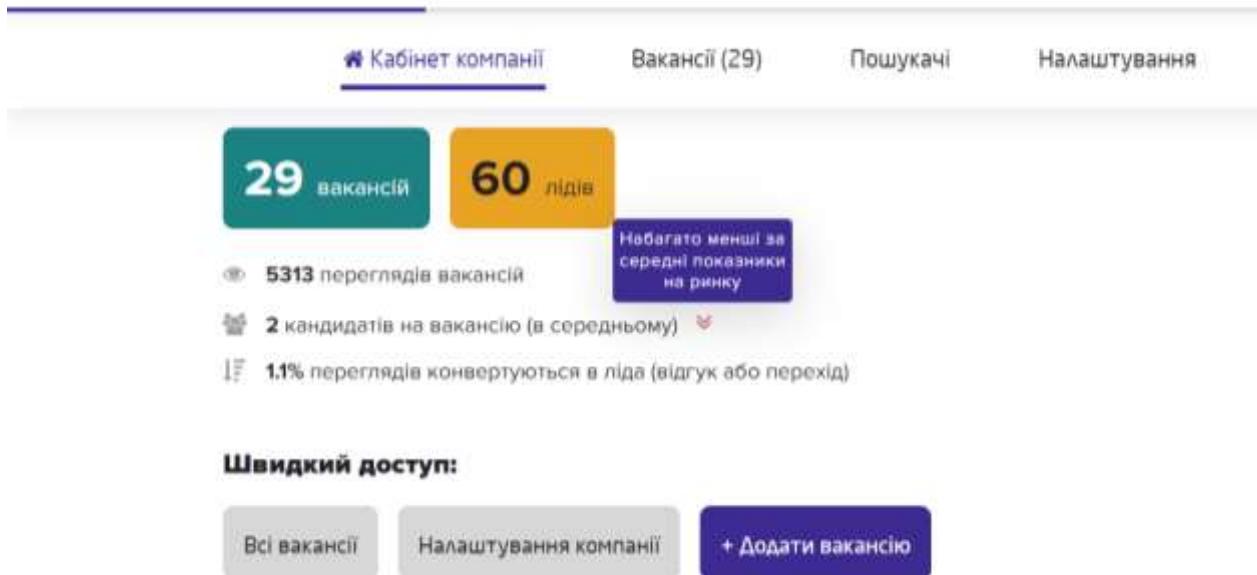 Кабінет компанії Вакансії (29) Пошукачі Налаштування
29 вакансій 60 лідів
Набагато менші за
середні показники
на ринку
5313 переглядів вакансій
2 кандидатів на вакансію (в середньому)
1.1% переглядів конвертуються в ліда (відгук або перехід)
Швидкий доступ:
Всі вакансії Налаштування компанії + Додати вакансію